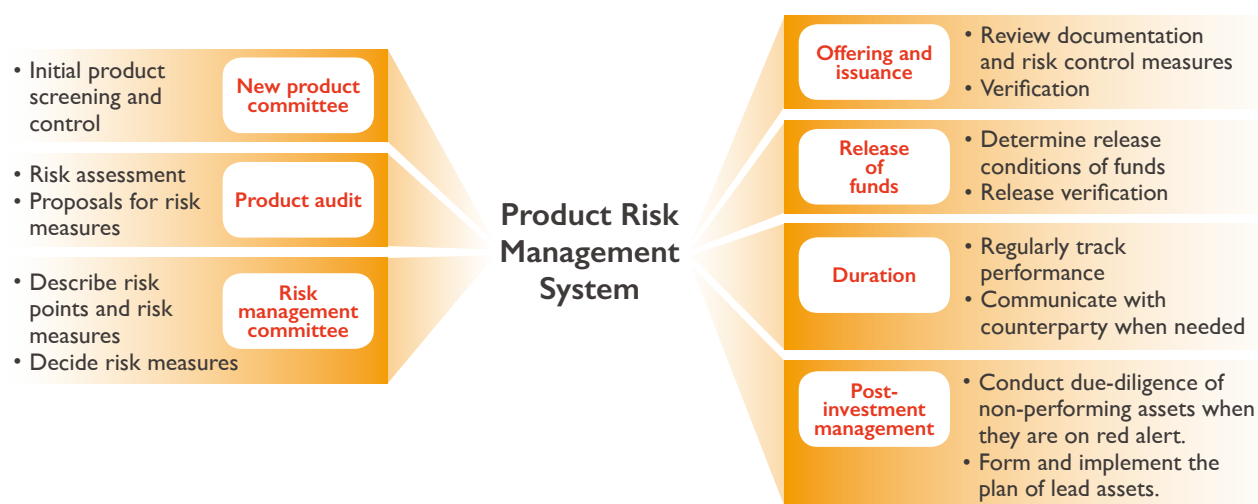 • Initial product
screening and
control
New product
committee
• Risk assessment
• Proposals for risk
measures
Product audit
• Describe risk
points and risk
measures
• Decide risk measures
Risk
management
committee
Product Risk
Management
System
Offering and
issuance
• Review documentation
and risk control measures
• Verification
Release
of
funds
• Determine release
conditions of funds
• Release verification
Duration
• Regularly track
performance
• Communicate with
counterparty when needed
Post-
investment
management
• Conduct due-diligence of
non-performing assets when
they are on red alert.
• Form and implement the
plan of lead assets.